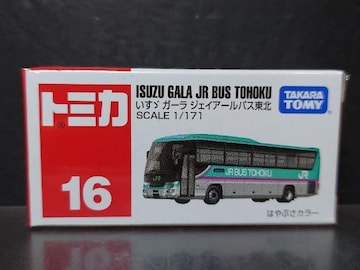 ISUZU GALA JR BUS TOHOKU
いすゞ ガーラ ジェイアールバス東北
SCALE 1/171
TAKARA
TOMY
トミカ
16
JR BUS TOHOKU
JR
はやぶさカラー